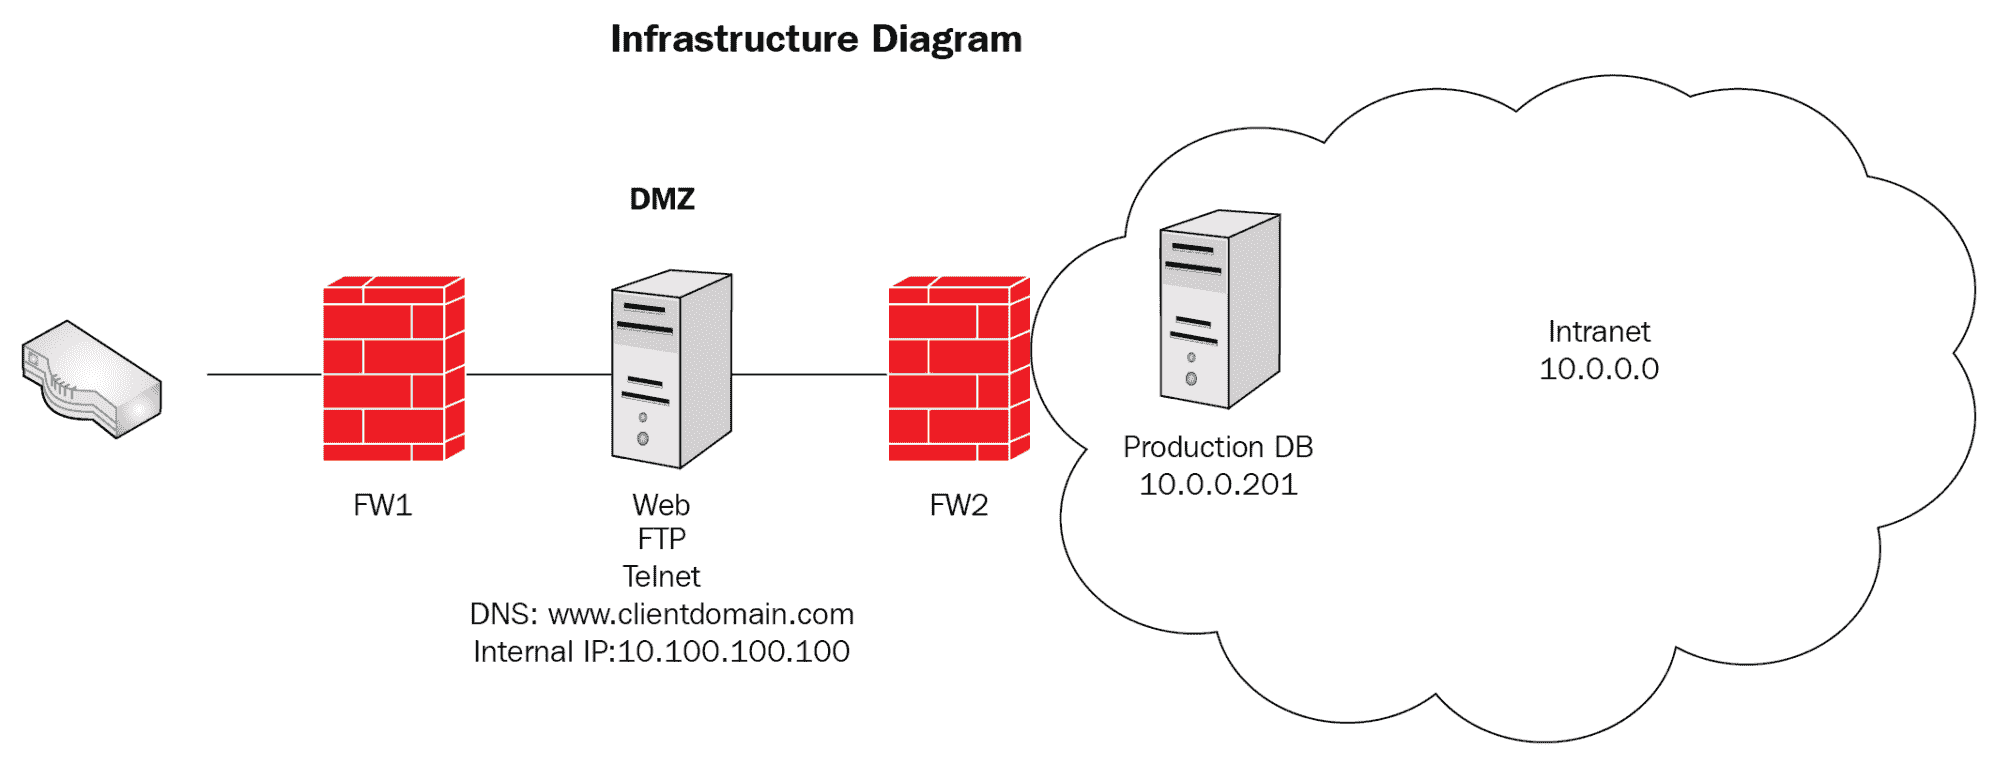 Infrastructure Diagram
DMZ
FW1
Web
FTP
Telnet
DNS: www.clientdomain.com
Internal IP:10.100.100.100
FW2
Production DB
10.0.0.201
Intranet
10.0.0.0